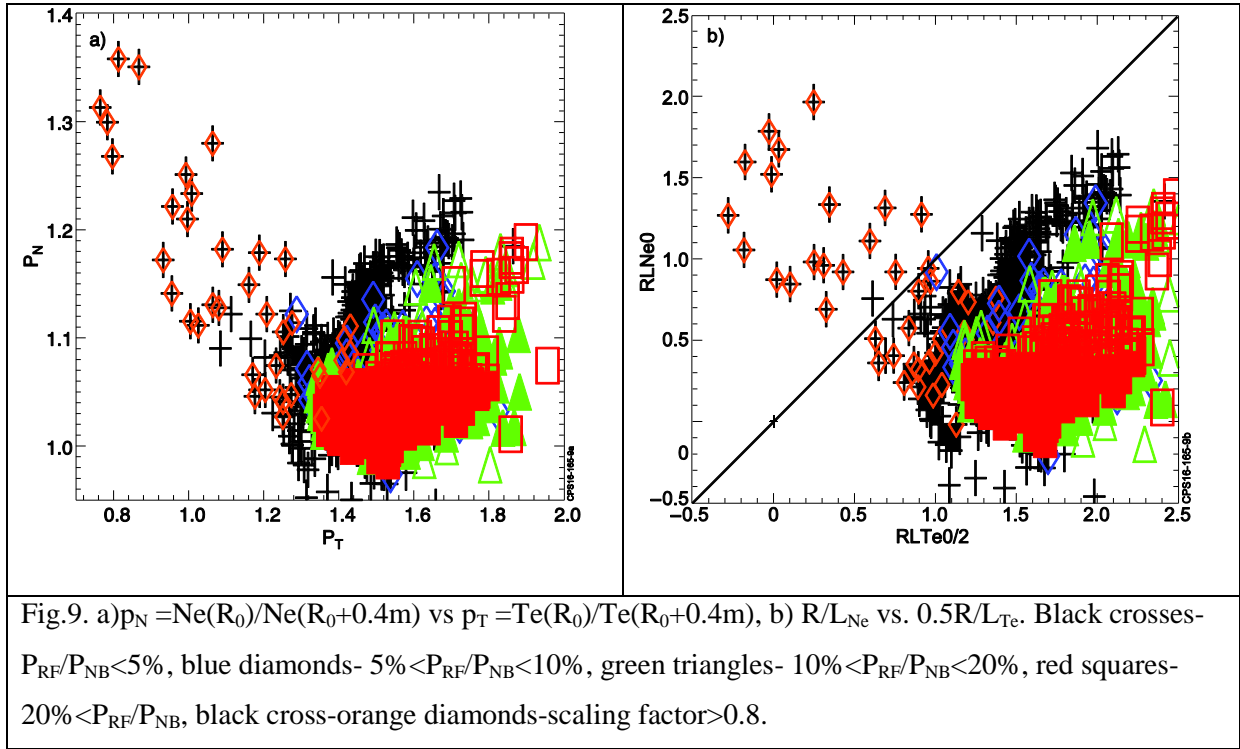 a)
1.4
1.3
1.2
1.1
1.0
P_N
0.8 1.0 1.2 1.4 1.6 1.8 2.0
P_T
CPS16-165-9a
b)
2.5
2.0
1.5
1.0
0.5
0
−0.5
RLNe0
−0.5 0 0.5 1.0 1.5 2.0 2.5
RLTe0/2
CPS16-165-9b
Fig.9. a)p_N =Ne(R_0)/Ne(R_0+0.4m) vs p_T =Te(R_0)/Te(R_0+0.4m), b) R/L_Ne vs. 0.5R/L_Te. Black crosses-
P_RF/P_NB<5%, blue diamonds- 5%<P_RF/P_NB<10%, green triangles- 10%<P_RF/P_NB<20%, red squares-
20%<P_RF/P_NB, black cross-orange diamonds-scaling factor>0.8.